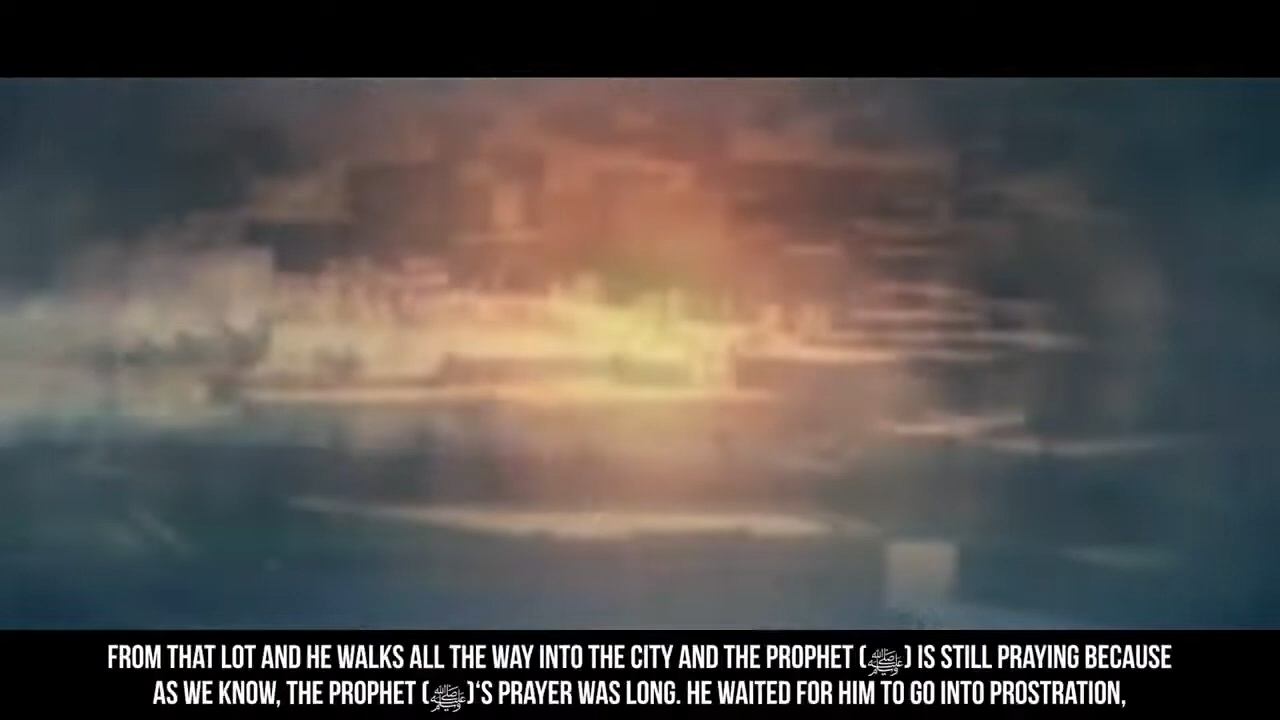 FROM THAT LOT AND HE WALKS ALL THE WAY INTO THE CITY AND THE PROPHET (ﷺ) IS STILL PRAYING BECAUSE
AS WE KNOW, THE PROPHET (ﷺ)‘S PRAYER WAS LONG. HE WAITED FOR HIM TO GO INTO PROSTRATION,